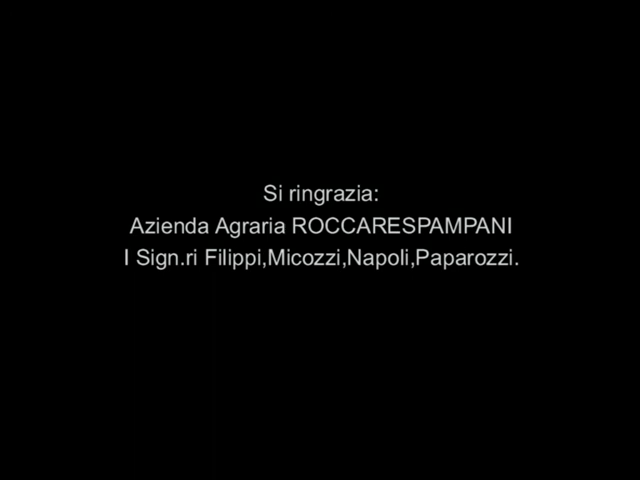 Si ringrazia:
Azienda Agraria ROCCARESPAMPANI
I Sign.ri Filippi,Micozzi,Napoli,Paparozzi.